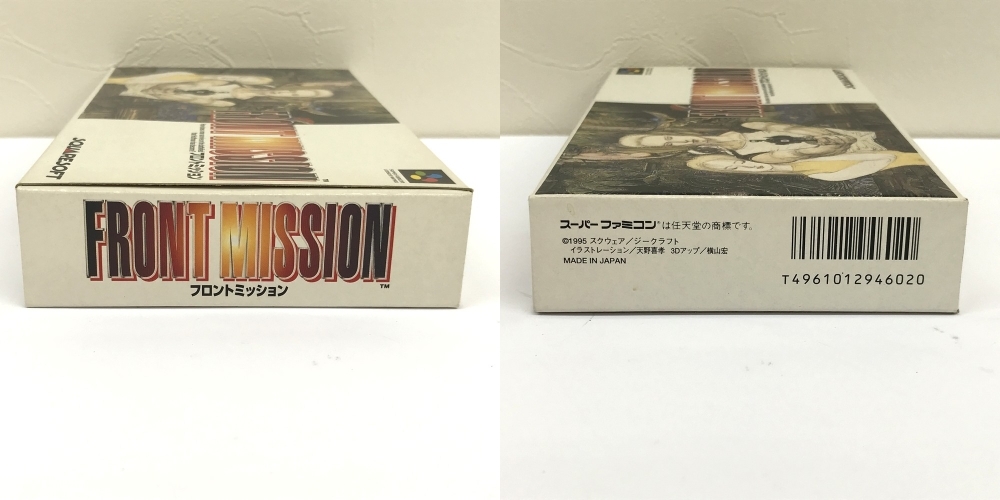 SQUARESOFT
FRONT MISSION
FRONT MISSION™
フロントミッション
スーパーファミコン®は任天堂の商標です。
©1995 スクウェア／ジークラフト
イラストレーション／天野喜孝 3Dアップ／横山宏
MADE IN JAPAN
T4961012946020